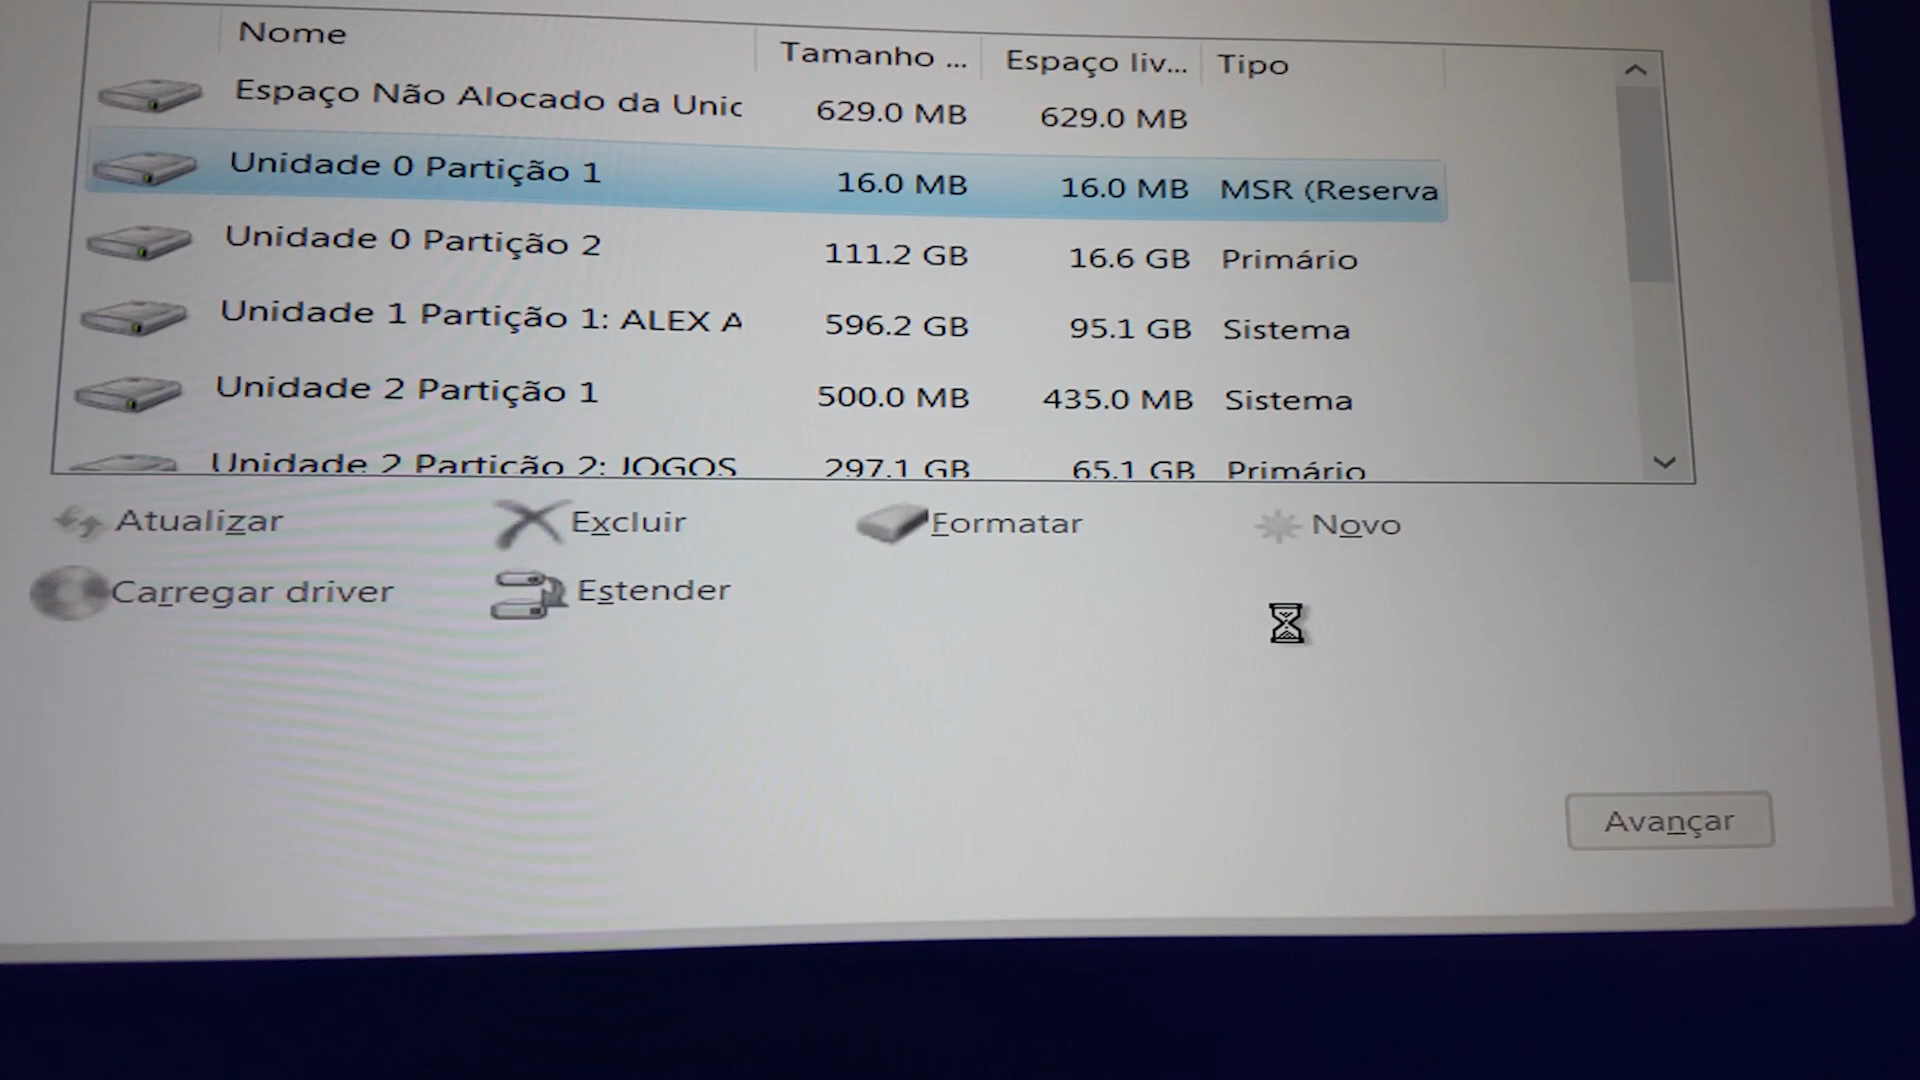 Nome Tamanho ... Espaço liv... Tipo
Espaço Não Alocado da Unic 629.0 MB 629.0 MB
Unidade 0 Partição 1 16.0 MB 16.0 MB MSR (Reserva
Unidade 0 Partição 2 111.2 GB 16.6 GB Primário
Unidade 1 Partição 1: ALEX A 596.2 GB 95.1 GB Sistema
Unidade 2 Partição 1 500.0 MB 435.0 MB Sistema
Unidade 2 Partição 2: JOGOS 297.1 GB 65.1 GB Primário
Atualizar Excluir Formatar Novo
Carregar driver Estender
Avançar